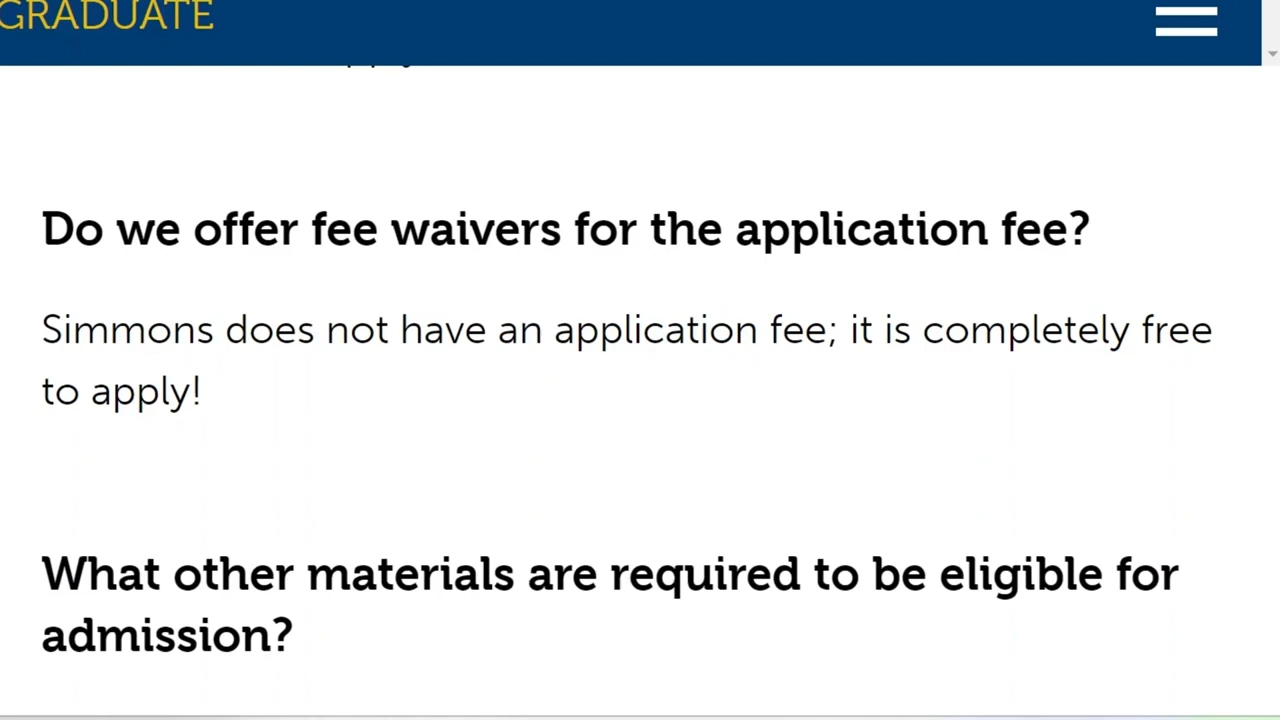 GRADUATE
Do we offer fee waivers for the application fee?
Simmons does not have an application fee; it is completely free
to apply!
What other materials are required to be eligible for
admission?